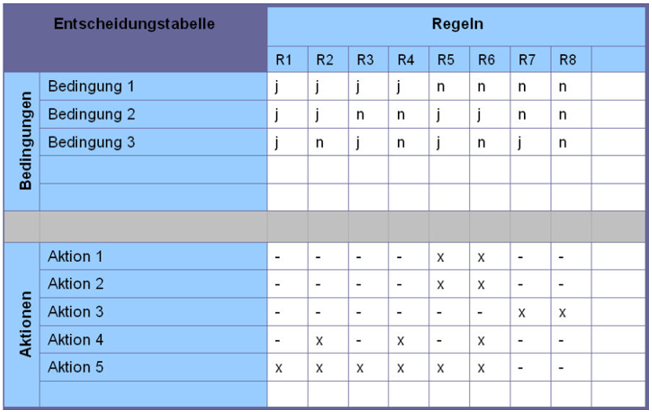 Entscheidungstabelle Regeln
R1 R2 R3 R4 R5 R6 R7 R8
Bedingungen
Bedingung 1 j j j j n n n n
Bedingung 2 j j n n j j n n
Bedingung 3 j n j n j n j n
Aktionen
Aktion 1 - - - - x x - -
Aktion 2 - - - - x x - -
Aktion 3 - - - - - - x x
Aktion 4 - x - x - x - -
Aktion 5 x x x x x x - -